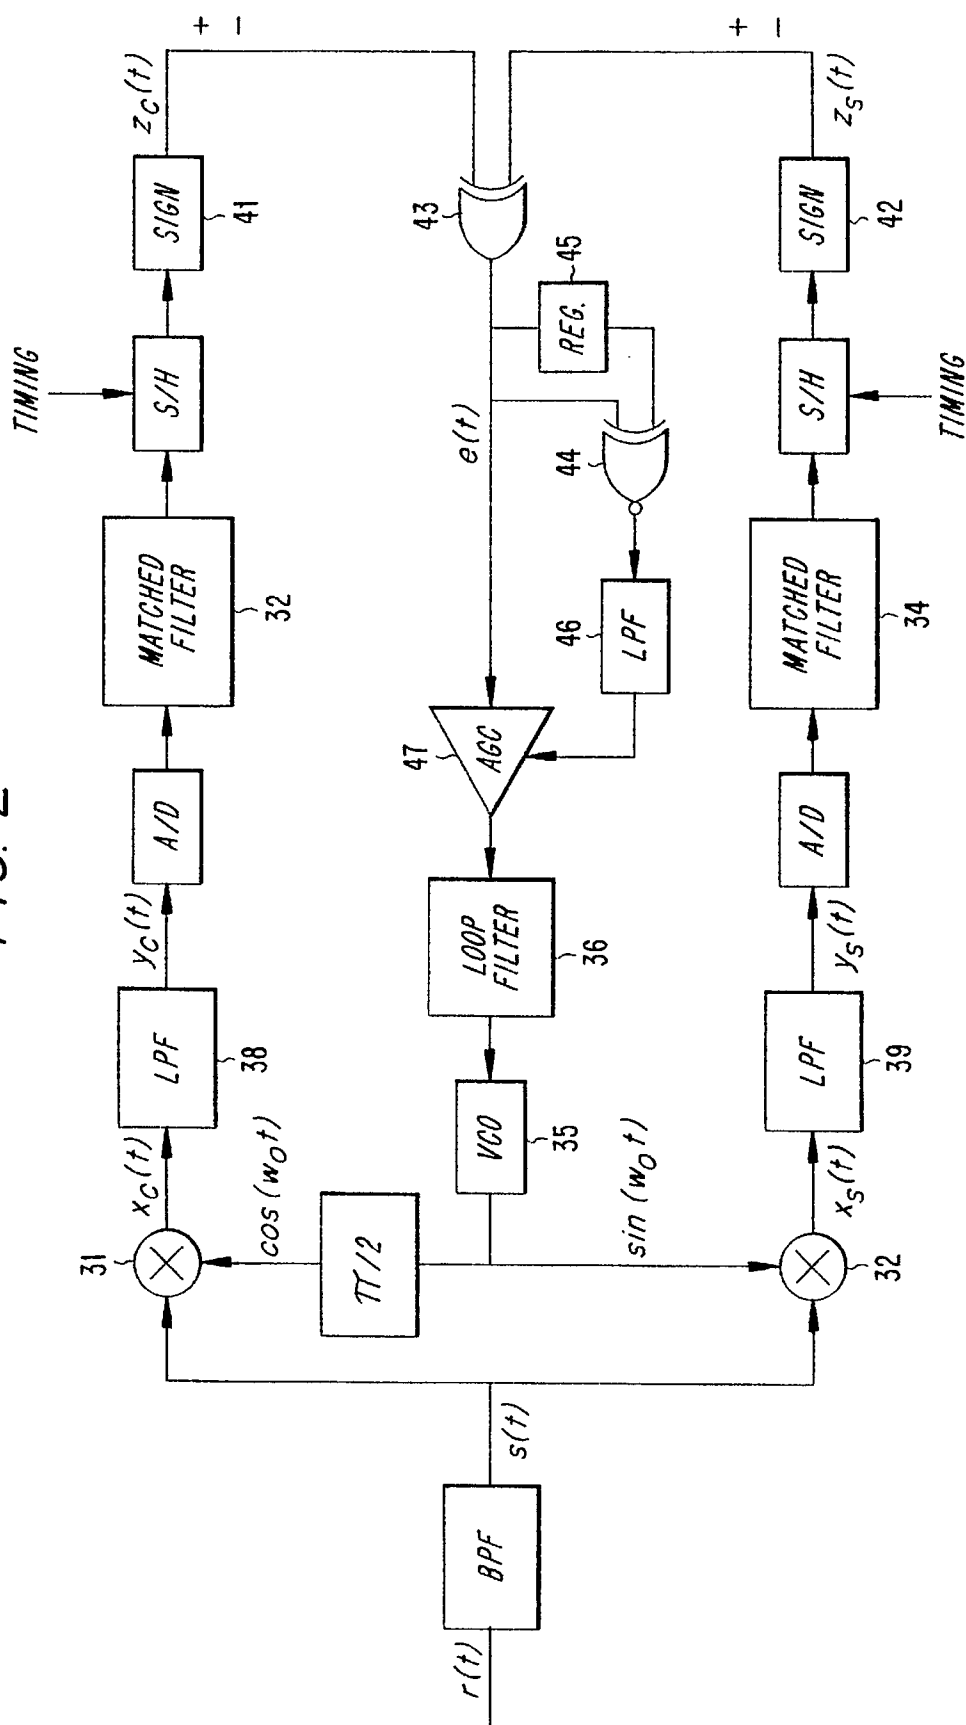 FIG. 2
r(t)
BPF
s(t)
31
x_c(t)
LPF
38
y_c(t)
A/D
MATCHED
FILTER
32
TIMING
S/H
SIGN
41
z_c(t)
+ −
cos(w_o t)
π/2
VCO
35
LOOP
FILTER
36
AGC
47
e(t)
43
REG.
45
44
LPF
46
sin(w_o t)
32
x_s(t)
LPF
39
y_s(t)
A/D
MATCHED
FILTER
34
TIMING
S/H
SIGN
42
z_s(t)
+ −